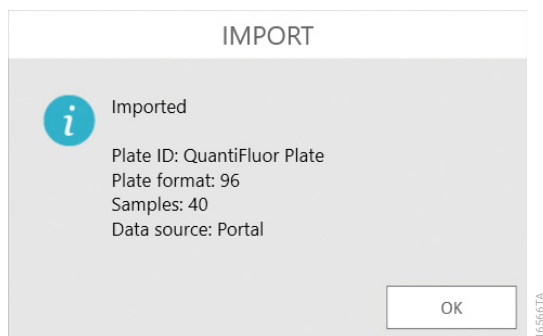 IMPORT
i
Imported
Plate ID: QuantiFluor Plate
Plate format: 96
Samples: 40
Data source: Portal
OK